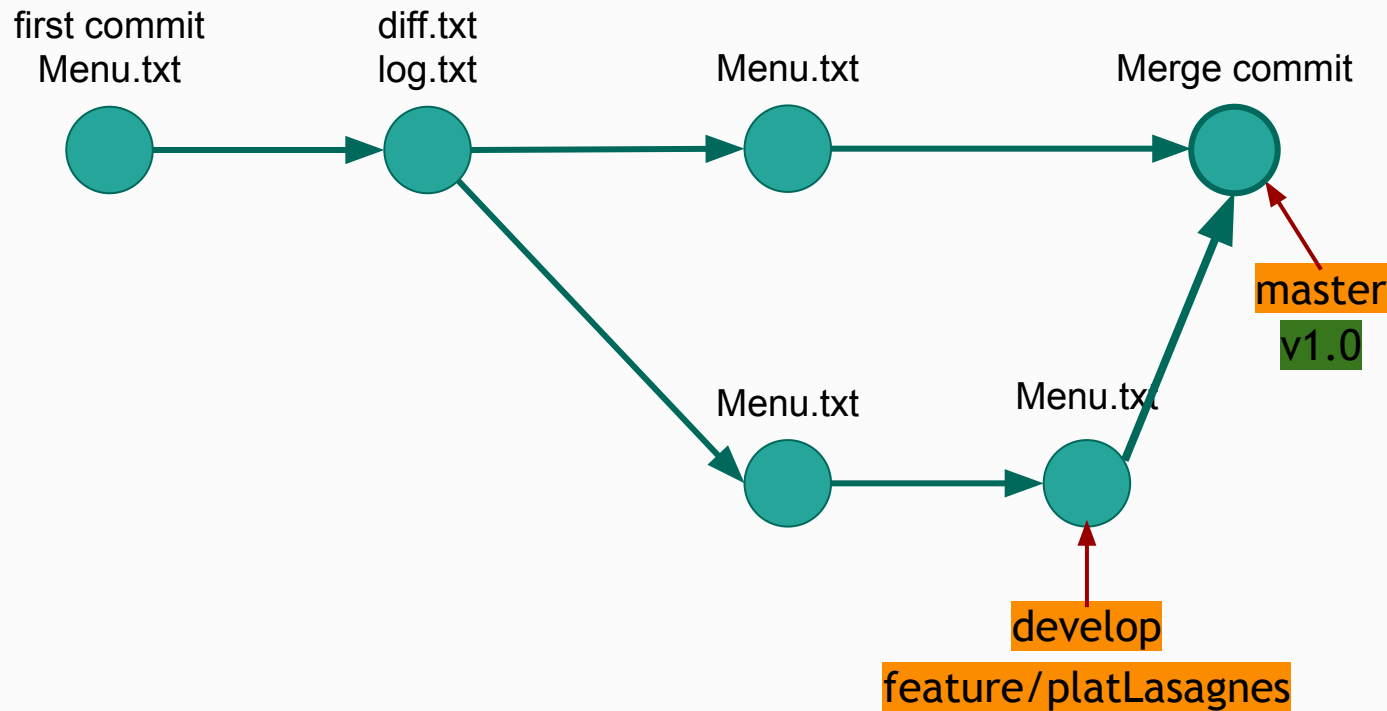 first commit
Menu.txt
diff.txt
log.txt
Menu.txt
Merge commit
master
v1.0
Menu.txt
Menu.txt
develop
feature/platLasagnes